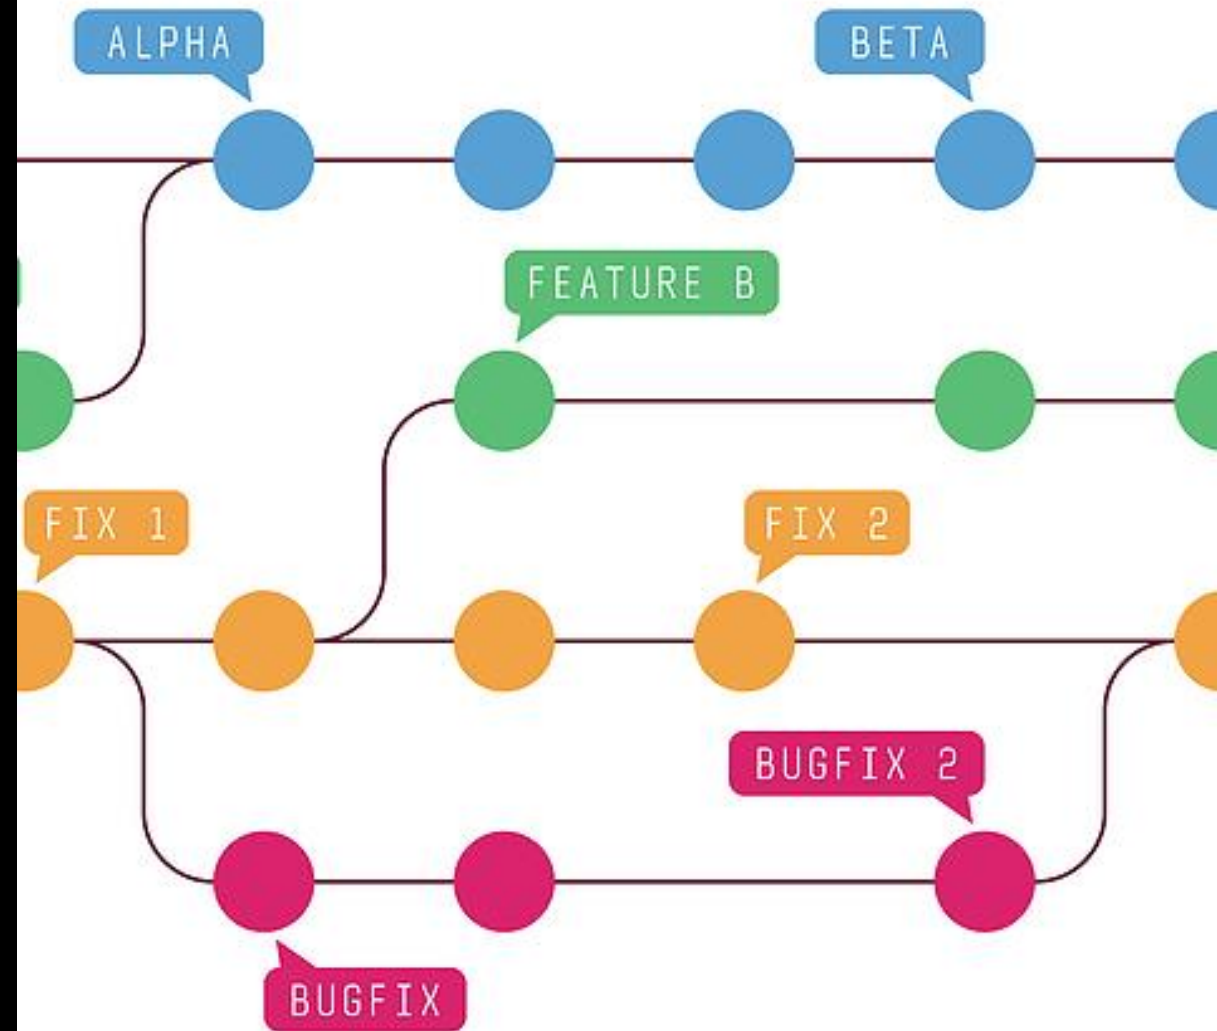 ALPHA
BETA
FEATURE B
FIX 1
FIX 2
BUGFIX 2
BUGFIX